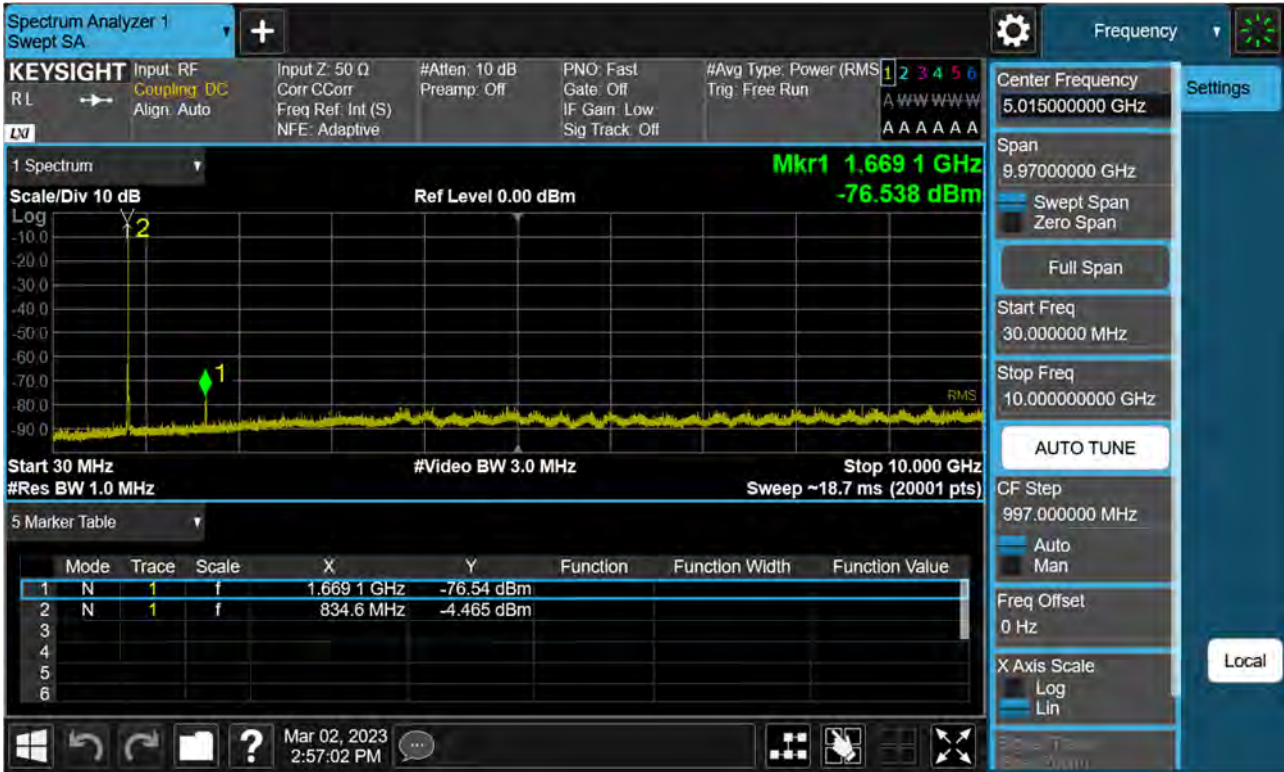 Spectrum Analyzer 1
Swept SA
+
Frequency
KEYSIGHT
RL
LXI
Input: RF
Coupling: DC
Align: Auto
Input Z: 50 Ω
Corr CCorr
Freq Ref: Int (S)
NFE: Adaptive
#Atten: 10 dB
Preamp: Off
PNO: Fast
Gate: Off
IF Gain: Low
Sig Track: Off
#Avg Type: Power (RMS
Trig: Free Run
1 2 3 4 5 6
A W W W W W
A A A A A A
1 Spectrum
Mkr1 1.669 1 GHz
-76.538 dBm
Scale/Div 10 dB
Ref Level 0.00 dBm
Log
-10.0
-20.0
-30.0
-40.0
-50.0
-60.0
-70.0
-80.0
-90.0
2
1
RMS
Start 30 MHz
#Video BW 3.0 MHz
Stop 10.000 GHz
#Res BW 1.0 MHz
Sweep ~18.7 ms (20001 pts)
5 Marker Table
Mode Trace Scale X Y Function Function Width Function Value
1 N 1 f 1.669 1 GHz -76.54 dBm
2 N 1 f 834.6 MHz -4.465 dBm
3
4
5
6
?
Mar 02, 2023
2:57:02 PM
Center Frequency
5.015000000 GHz
Settings
Span
9.97000000 GHz
Swept Span
Zero Span
Full Span
Start Freq
30.000000 MHz
Stop Freq
10.000000000 GHz
AUTO TUNE
CF Step
997.000000 MHz
Auto
Man
Freq Offset
0 Hz
X Axis Scale
Log
Lin
Local